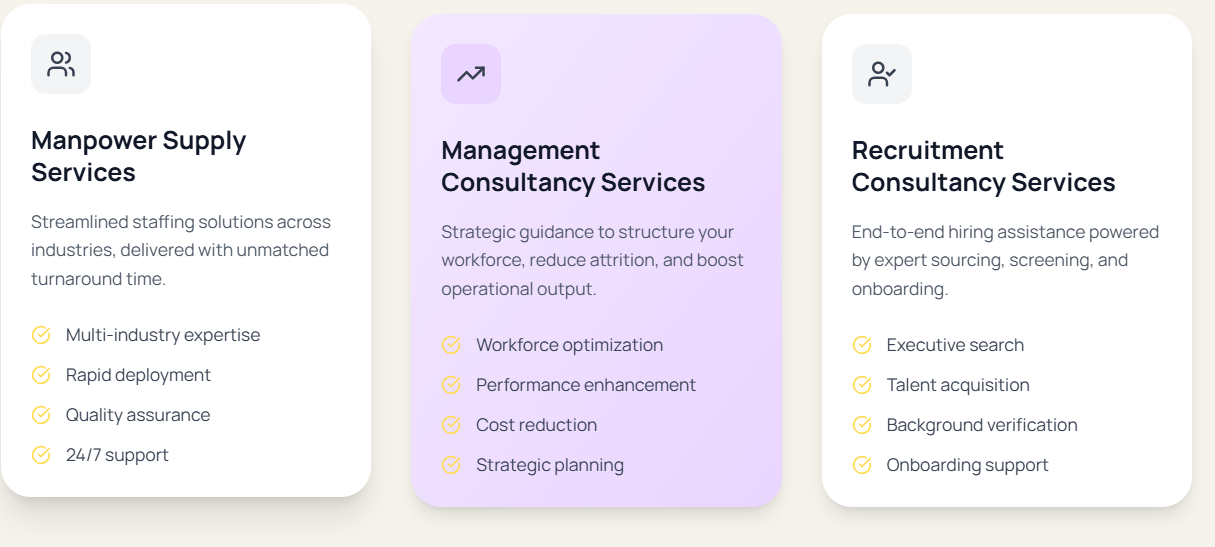 Manpower Supply
Services
Streamlined staffing solutions across
industries, delivered with unmatched
turnaround time.
Multi-industry expertise
Rapid deployment
Quality assurance
24/7 support
Management
Consultancy Services
Strategic guidance to structure your
workforce, reduce attrition, and boost
operational output.
Workforce optimization
Performance enhancement
Cost reduction
Strategic planning
Recruitment
Consultancy Services
End-to-end hiring assistance powered
by expert sourcing, screening, and
onboarding.
Executive search
Talent acquisition
Background verification
Onboarding support